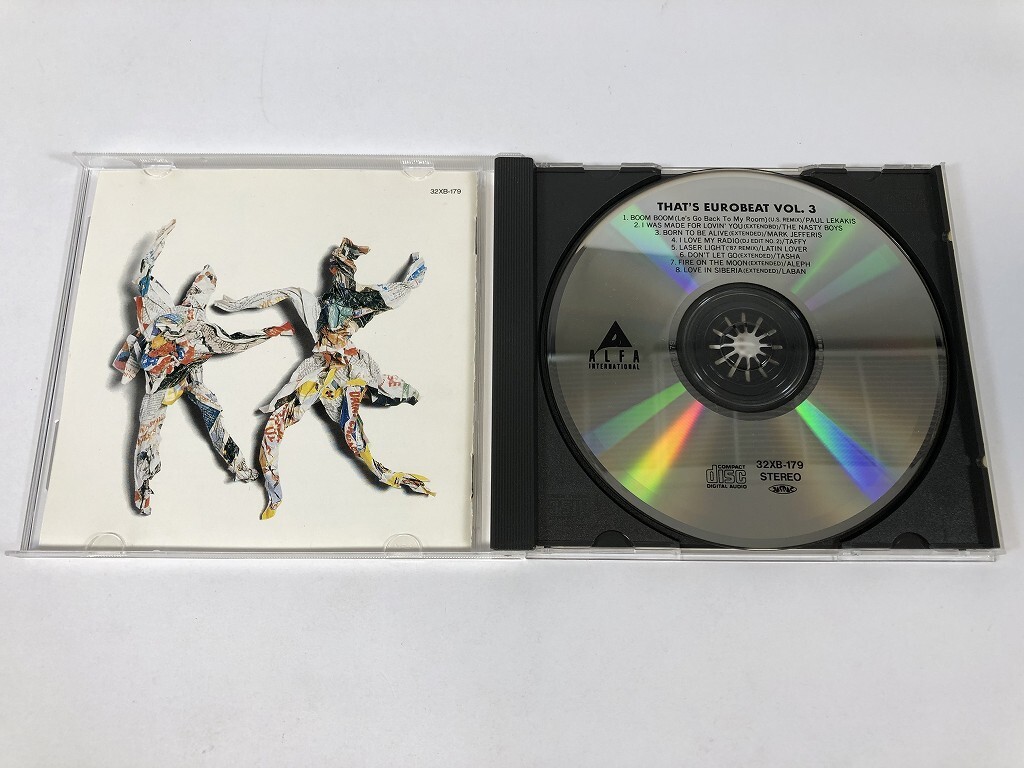 32XB-179
THAT'S EUROBEAT VOL. 3
1. BOOM BOOM (Le's Go Back To My Room) (U.S. REMIX)/PAUL LEKAKIS
2. I WAS MADE FOR LOVIN' YOU (EXTENDED)/THE NASTY BOYS
3. BORN TO BE ALIVE (EXTENDED)/MARK JEFFERIS
4. I LOVE MY RADIO (DJ EDIT NO. 2)/TAFFY
5. LASER LIGHT ('87 REMIX)/LATIN LOVER
6. DON'T LET GO (EXTENDED)/TASHA
7. FIRE ON THE MOON (EXTENDED)/ALEPH
8. LOVE IN SIBERIA (EXTENDED)/LABAN
ALFA
INTERNATIONAL
COMPACT
disc
DIGITAL AUDIO
32XB-179
STEREO